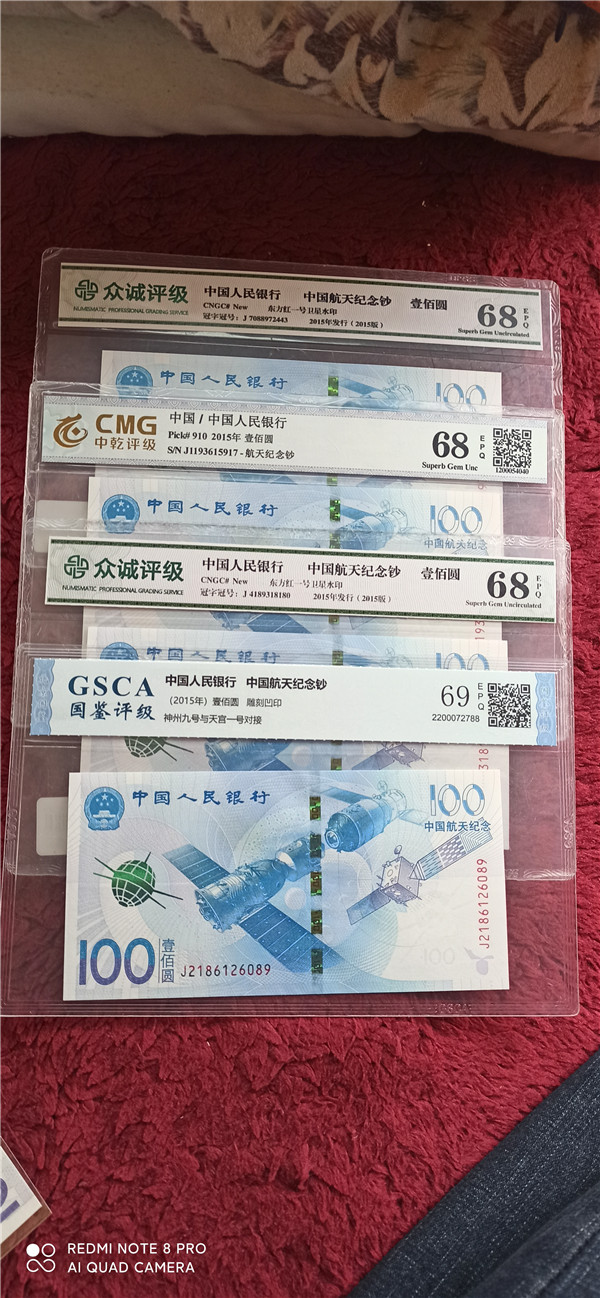 众诚评级
NUMISMATIC PROFESSIONAL GRADING SERVICE
中国人民银行 中国航天纪念钞 壹佰圆
CNGC# New 东方红一号卫星水印
冠字冠号：J 7088972443 2015年发行（2015版）
68 EPQ
Superb Gem Uncirculated
中国人民银行 100
CMG
中乾评级
中国 / 中国人民银行
Pick# 910 2015年 壹佰圆
S/N J1193615917 - 航天纪念钞
68 EPQ
Superb Gem Unc
1200054040
中国人民银行 100
中国航天纪念
众诚评级
NUMISMATIC PROFESSIONAL GRADING SERVICE
中国人民银行 中国航天纪念钞 壹佰圆
CNGC# New 东方红一号卫星水印
冠字冠号：J 4189318180 2015年发行（2015版）
68 EPQ
Superb Gem Uncirculated
中国人民银行 100
GSCA
国鉴评级
中国人民银行 中国航天纪念钞
（2015年）壹佰圆 雕刻凹印
神州九号与天宫一号对接
69 EPQ
2200072788
中国人民银行 100
中国航天纪念
J2186126089
100 壹佰圆 J2186126089
100
REDMI NOTE 8 PRO
AI QUAD CAMERA